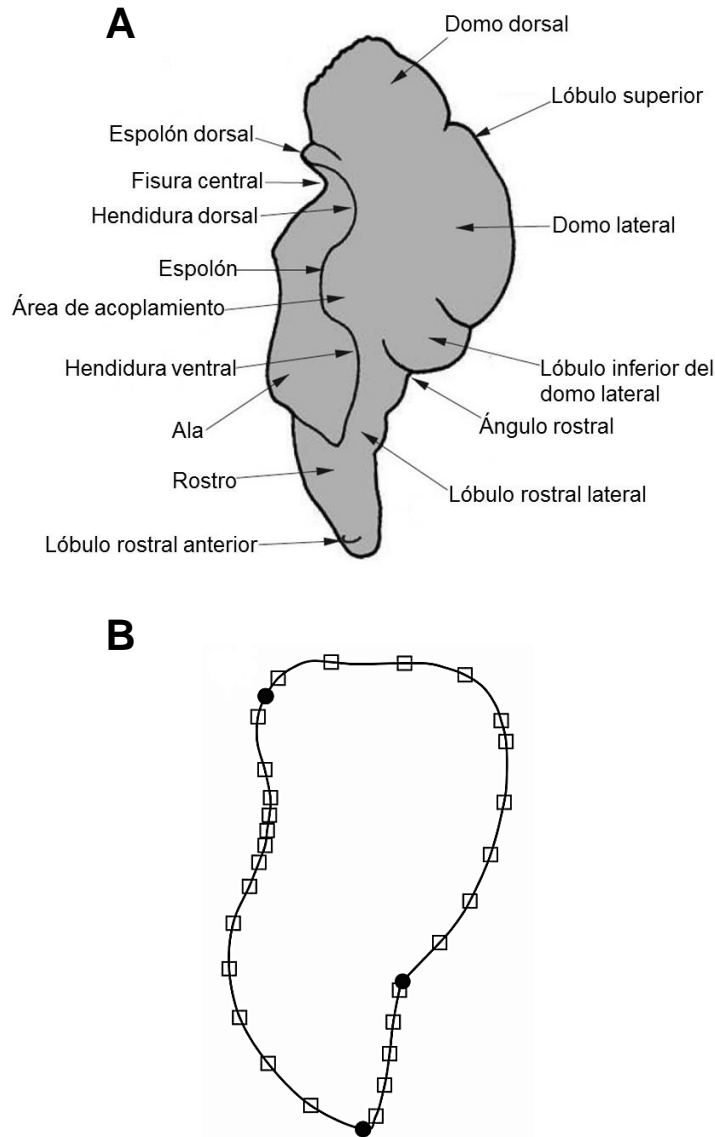 A
Domo dorsal
Lóbulo superior
Espolón dorsal
Fisura central
Hendidura dorsal
Domo lateral
Espolón
Área de acoplamiento
Hendidura ventral
Lóbulo inferior del
domo lateral
Ala
Ángulo rostral
Rostro
Lóbulo rostral lateral
Lóbulo rostral anterior
B